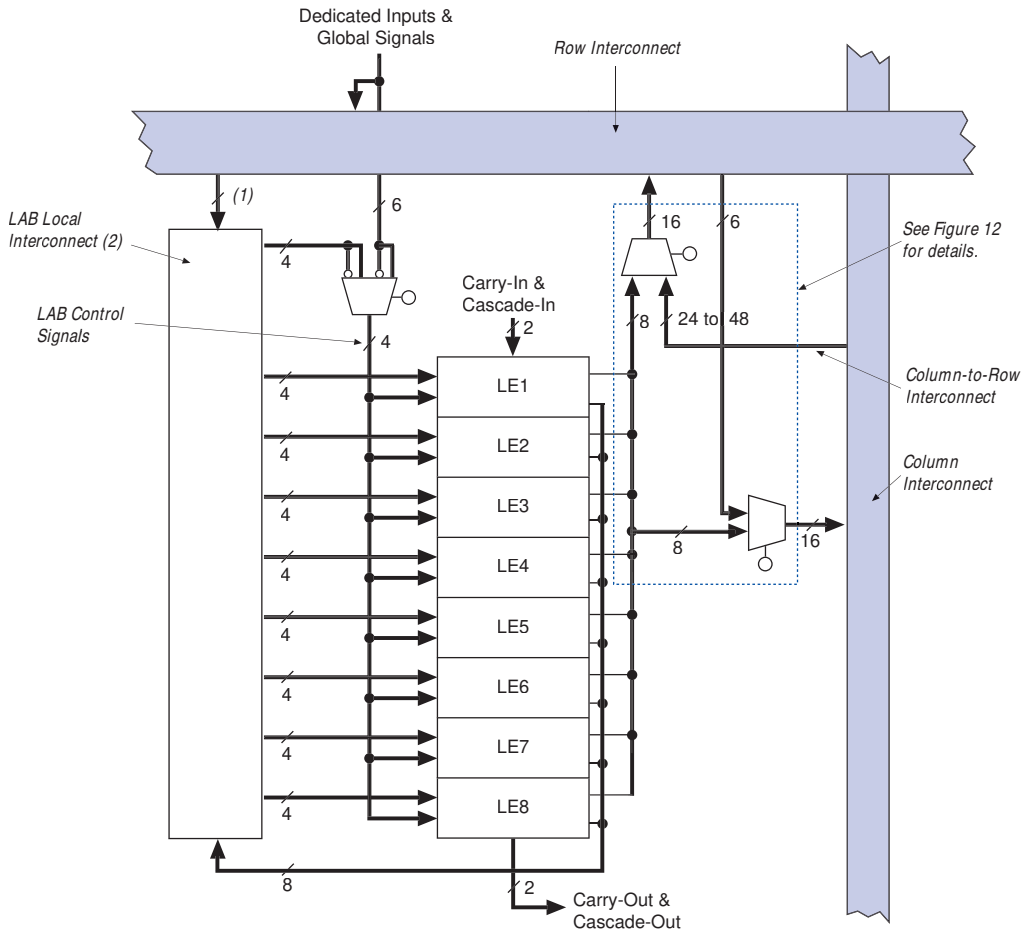 Dedicated Inputs &
Global Signals
Row Interconnect
(1)
6
16
6
LAB Local
Interconnect (2)
See Figure 12
for details.
4
Carry-In &
Cascade-In
LAB Control
Signals
4
2
8
24 to 48
Column-to-Row
Interconnect
4
LE1
4
LE2
Column
Interconnect
4
LE3
8
16
4
LE4
4
LE5
4
LE6
4
LE7
4
LE8
8
2
Carry-Out &
Cascade-Out